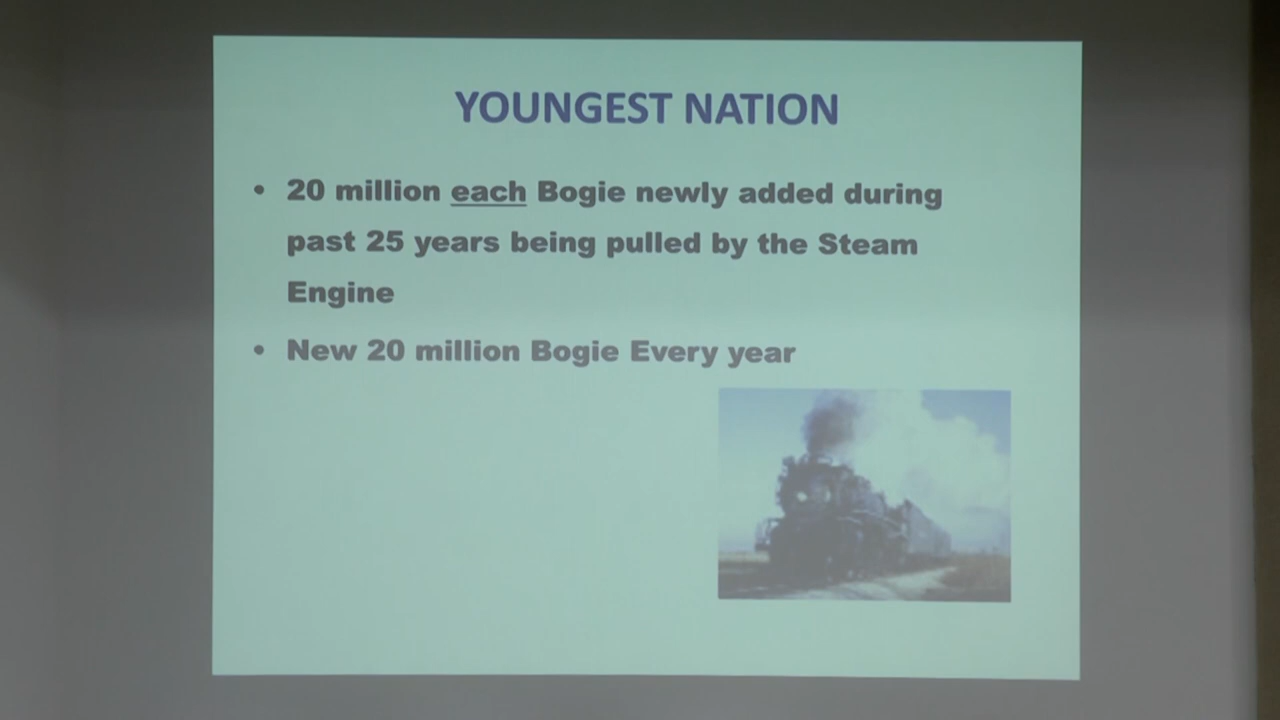 YOUNGEST NATION
• 20 million each Bogie newly added during
past 25 years being pulled by the Steam
Engine
• New 20 million Bogie Every year